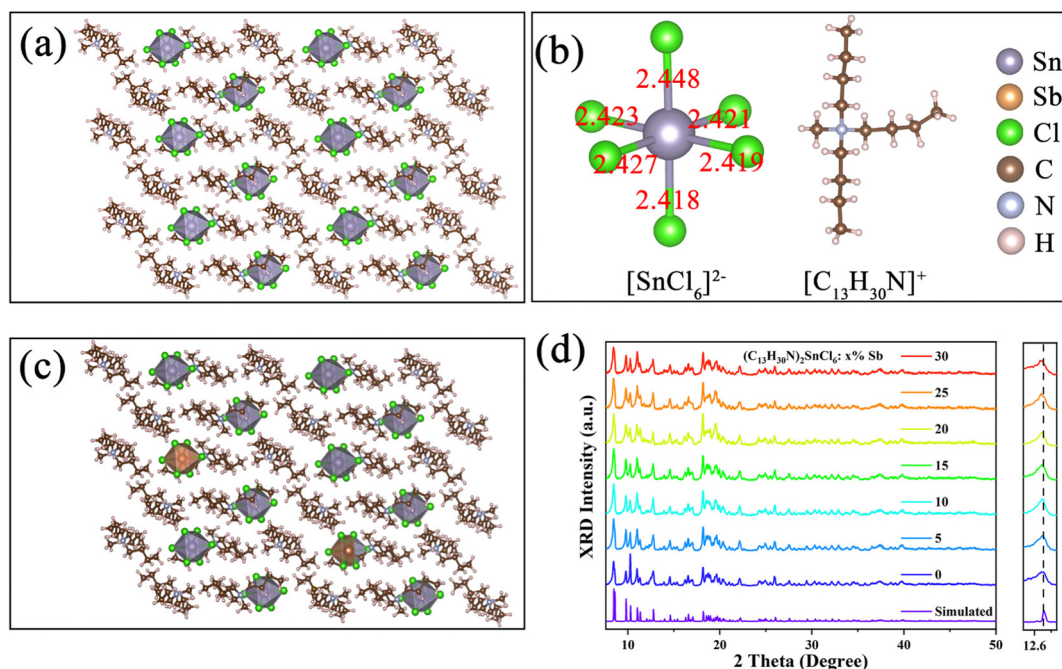 (a)
(b)
2.448
2.423
2.421
2.427
2.419
2.418
[SnCl₆]²⁻
[C₁₃H₃₀N]⁺
Sn
Sb
Cl
C
N
H
(c)
(d)
(C₁₃H₃₀N)₂SnCl₆: x% Sb
30
25
20
15
10
5
0
Simulated
XRD Intensity (a.u.)
10 20 30 40 50
12.6
2 Theta (Degree)